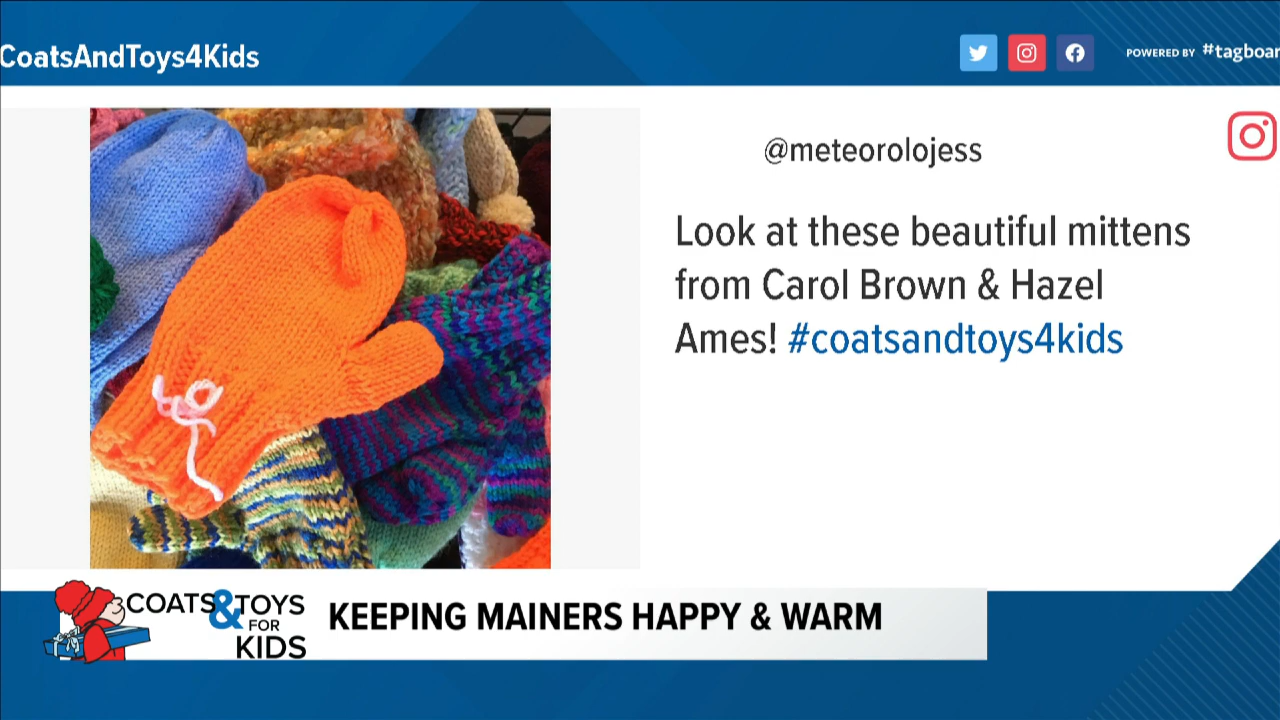 CoatsAndToys4Kids
POWERED BY #tagboar
@meteorolojess
Look at these beautiful mittens
from Carol Brown & Hazel
Ames! #coatsandtoys4kids
COATS & TOYS
FOR
KIDS
KEEPING MAINERS HAPPY & WARM